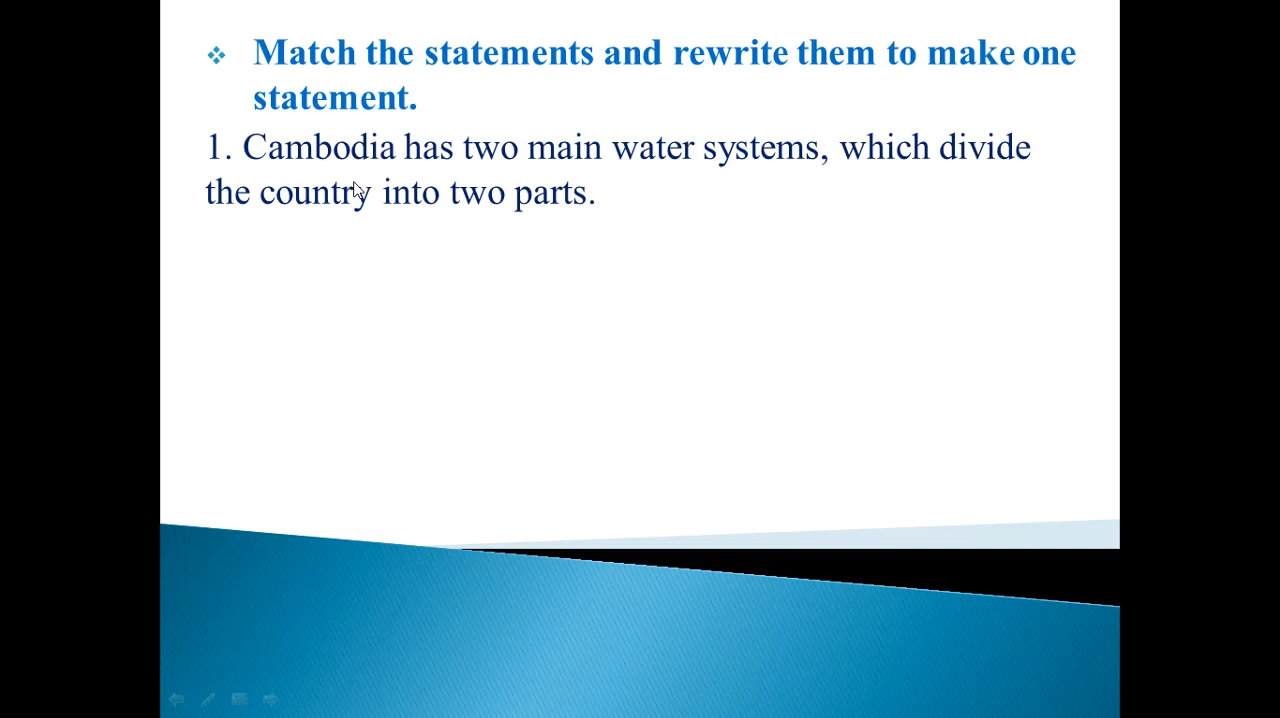 ❖ Match the statements and rewrite them to make one
statement.
1. Cambodia has two main water systems, which divide
the country into two parts.